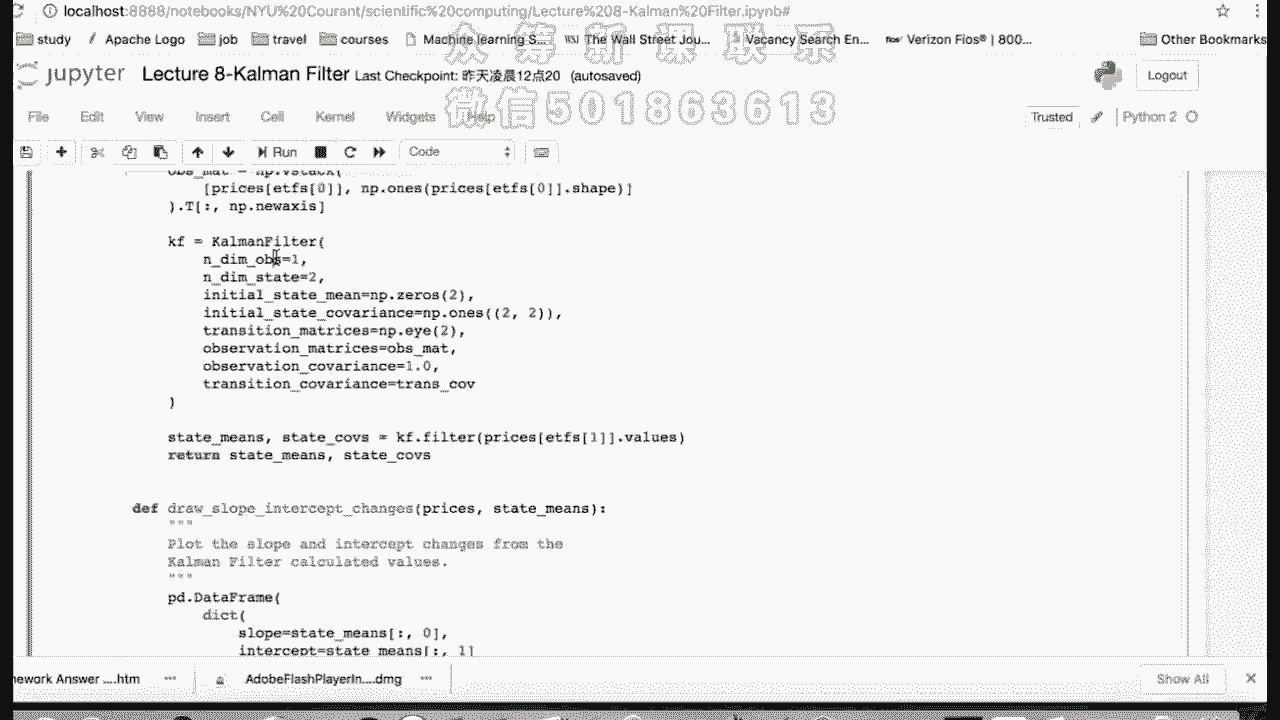 localhost:8888/notebooks/NYU%20Courant/scientific%20computing/Lecture%208-Kalman%20Filter.ipynb#
study Apache Logo job travel courses Machine learning S... WSJ The Wall Street Jou... Vacancy Search En... Verizon Fios® | 800... Other Bookmarks
众筹新课联系
jupyter Lecture 8-Kalman Filter Last Checkpoint: 昨天凌晨12点20 (autosaved) Logout
微信501863613
File Edit View Insert Cell Kernel Widgets Help Trusted Python 2
Run Code
obs_mat = np.vstack(
[prices[etfs[0]], np.ones(prices[etfs[0]].shape)]
).T[:, np.newaxis]
kf = KalmanFilter(
n_dim_obs=1,
n_dim_state=2,
initial_state_mean=np.zeros(2),
initial_state_covariance=np.ones((2, 2)),
transition_matrices=np.eye(2),
observation_matrices=obs_mat,
observation_covariance=1.0,
transition_covariance=trans_cov
)
state_means, state_covs = kf.filter(prices[etfs[1]].values)
return state_means, state_covs
def draw_slope_intercept_changes(prices, state_means):
"""
Plot the slope and intercept changes from the
Kalman Filter calculated values.
"""
pd.DataFrame(
dict(
slope=state_means[:, 0],
intercept=state_means[:, 1]
ework Answer ....htm AdobeFlashPlayerIn....dmg Show All